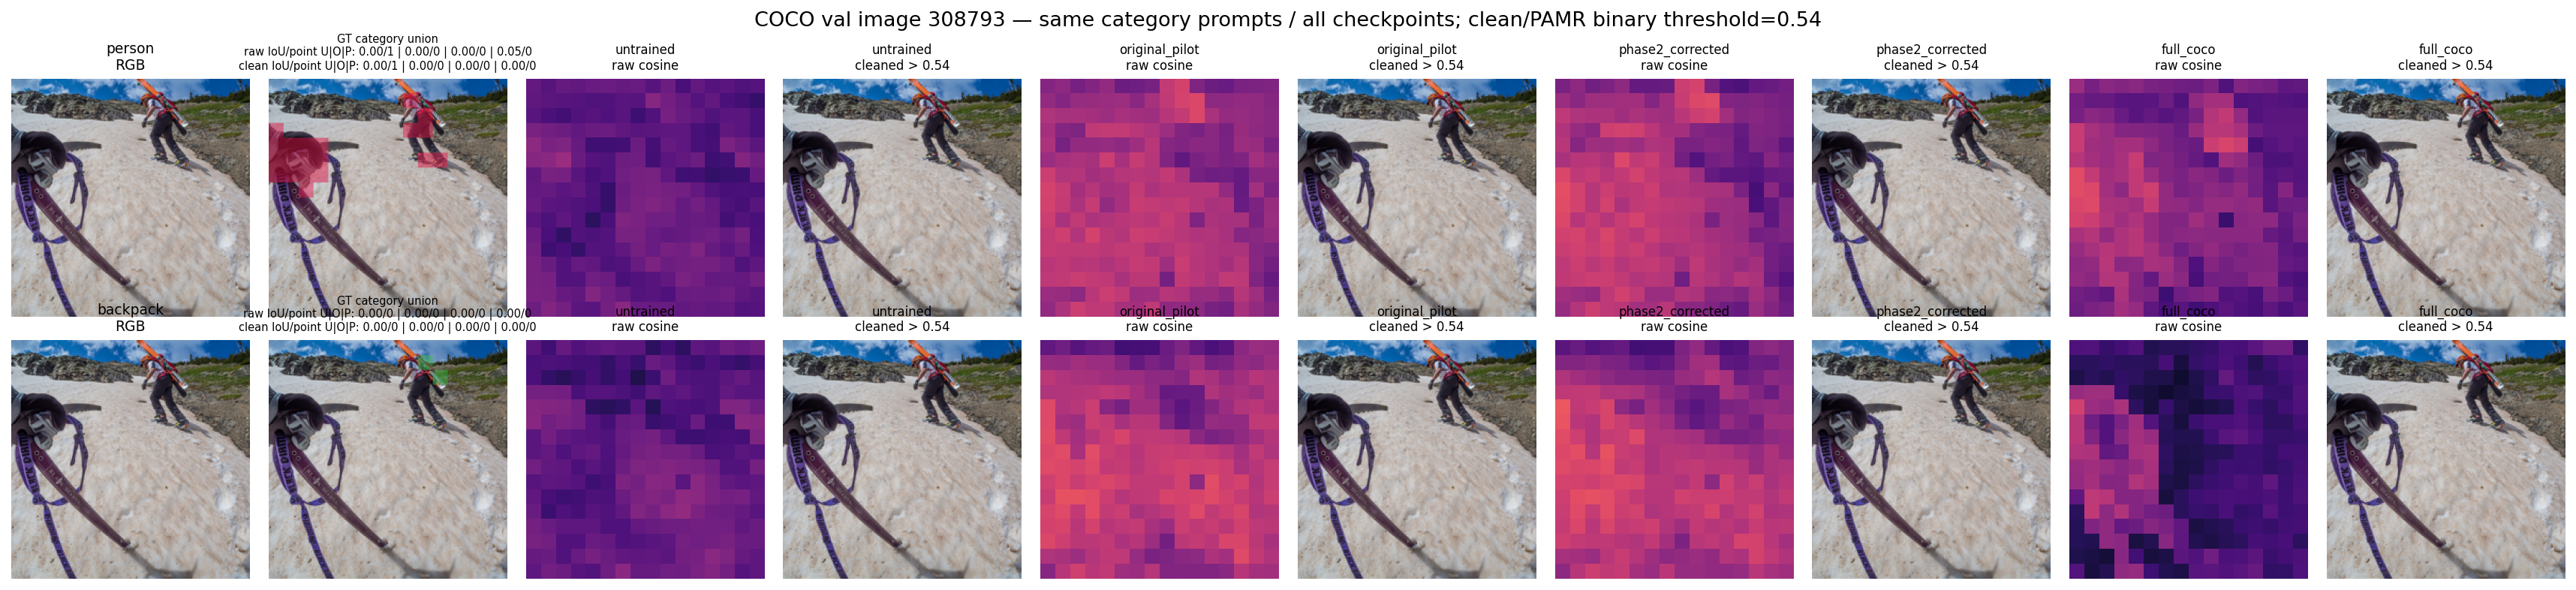 COCO val image 308793 — same category prompts / all checkpoints; clean/PAMR binary threshold=0.54
person
RGB
GT category union
raw IoU/point U|O|P: 0.00/1 | 0.00/0 | 0.00/0 | 0.05/0
clean IoU/point U|O|P: 0.00/1 | 0.00/0 | 0.00/0 | 0.00/0
untrained
raw cosine
untrained
cleaned > 0.54
original_pilot
raw cosine
original_pilot
cleaned > 0.54
phase2_corrected
raw cosine
phase2_corrected
cleaned > 0.54
full_coco
raw cosine
full_coco
cleaned > 0.54
backpack
RGB
GT category union
raw IoU/point U|O|P: 0.00/0 | 0.00/0 | 0.00/0 | 0.00/0
clean IoU/point U|O|P: 0.00/0 | 0.00/0 | 0.00/0 | 0.00/0
untrained
raw cosine
untrained
cleaned > 0.54
original_pilot
raw cosine
original_pilot
cleaned > 0.54
phase2_corrected
raw cosine
phase2_corrected
cleaned > 0.54
full_coco
raw cosine
full_coco
cleaned > 0.54